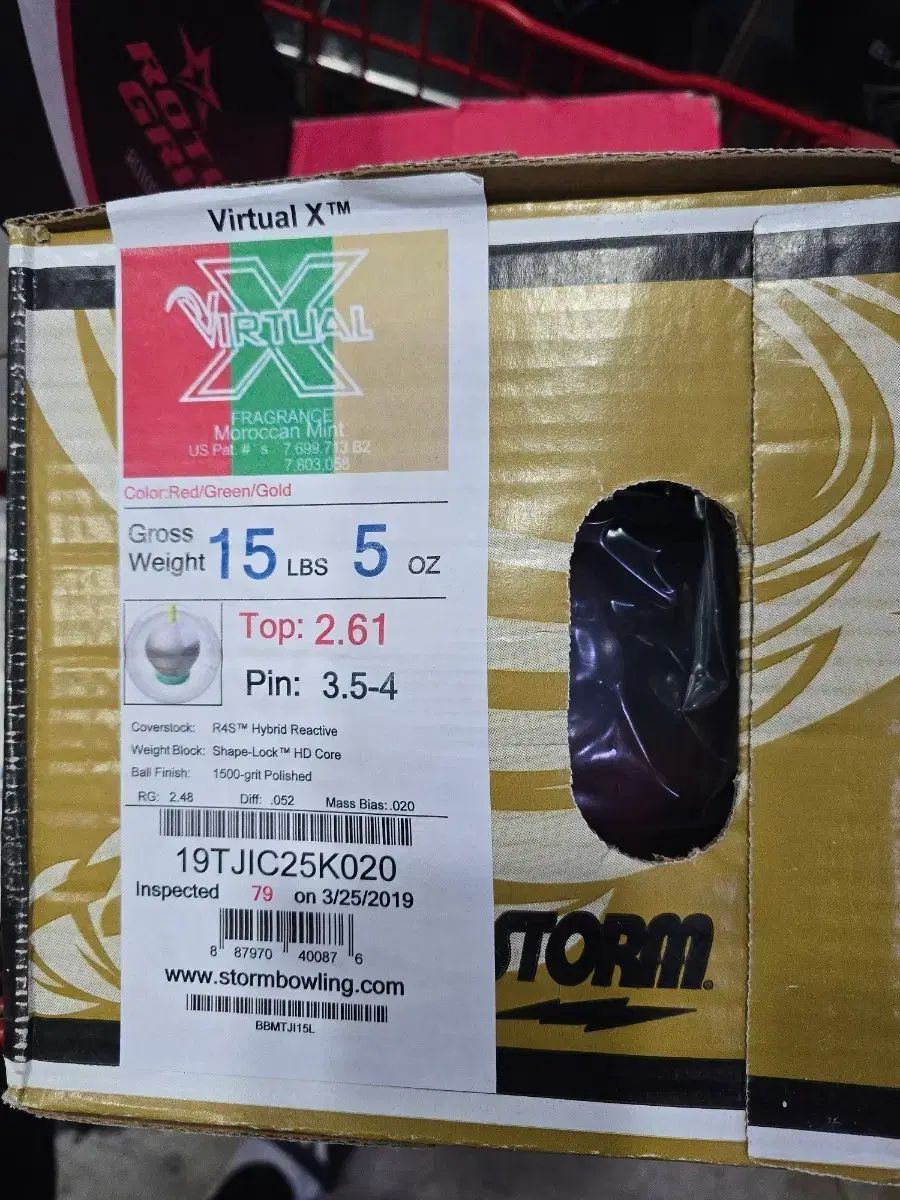 ROTO
GRIP
Virtual X™
VIRTUAL
X
FRAGRANCE
Moroccan Mint
US Pat. # s 7,699,713 B2
7,803,058
Color:Red/Green/Gold
Gross Weight 15 LBS 5 OZ
Top: 2.61
Pin: 3.5-4
Coverstock: R4S™ Hybrid Reactive
Weight Block: Shape-Lock™ HD Core
Ball Finish: 1500-grit Polished
RG: 2.48 Diff: .052 Mass Bias: .020
19TJIC25K020
Inspected 79 on 3/25/2019
8 87970 40087 6
www.stormbowling.com
BBMTJI15L
STORM®